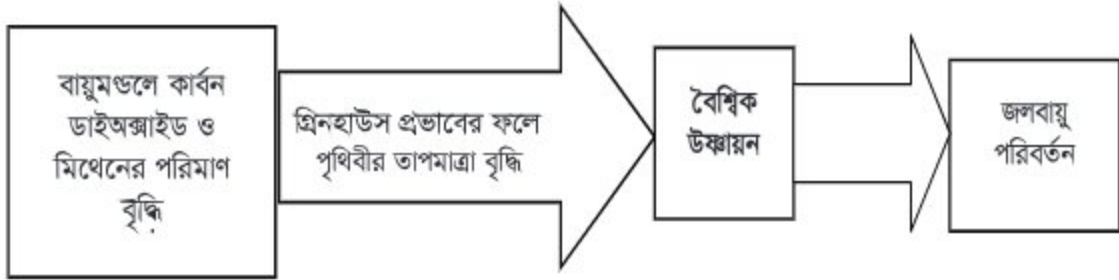 বায়ুমণ্ডলে কার্বন
ডাইঅক্সাইড ও
মিথেনের পরিমাণ
বৃদ্ধি
গ্রিনহাউস প্রভাবের ফলে
পৃথিবীর তাপমাত্রা বৃদ্ধি
বৈশ্বিক
উষ্ণায়ন
জলবায়ু
পরিবর্তন